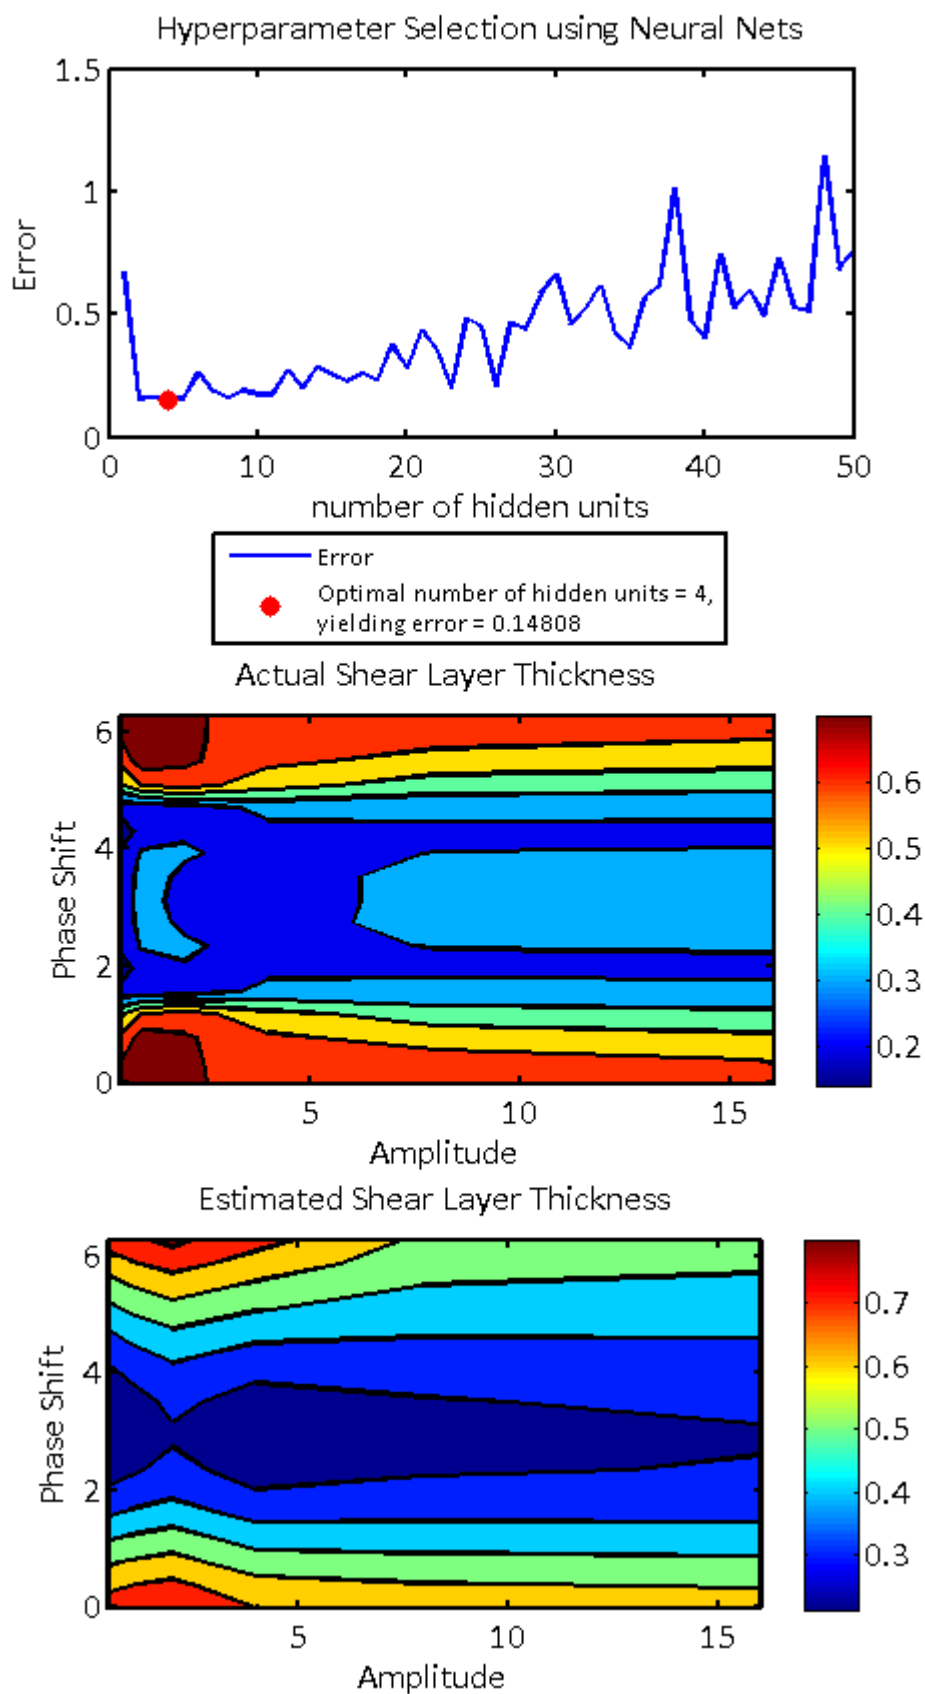 Hyperparameter Selection using Neural Nets
1.5
1
0.5
0
Error
0 10 20 30 40 50
number of hidden units
Error
Optimal number of hidden units = 4,
yielding error = 0.14808
Actual Shear Layer Thickness
6
4
2
0
Phase Shift
5 10 15
Amplitude
0.6
0.5
0.4
0.3
0.2
Estimated Shear Layer Thickness
6
4
2
0
Phase Shift
5 10 15
Amplitude
0.7
0.6
0.5
0.4
0.3